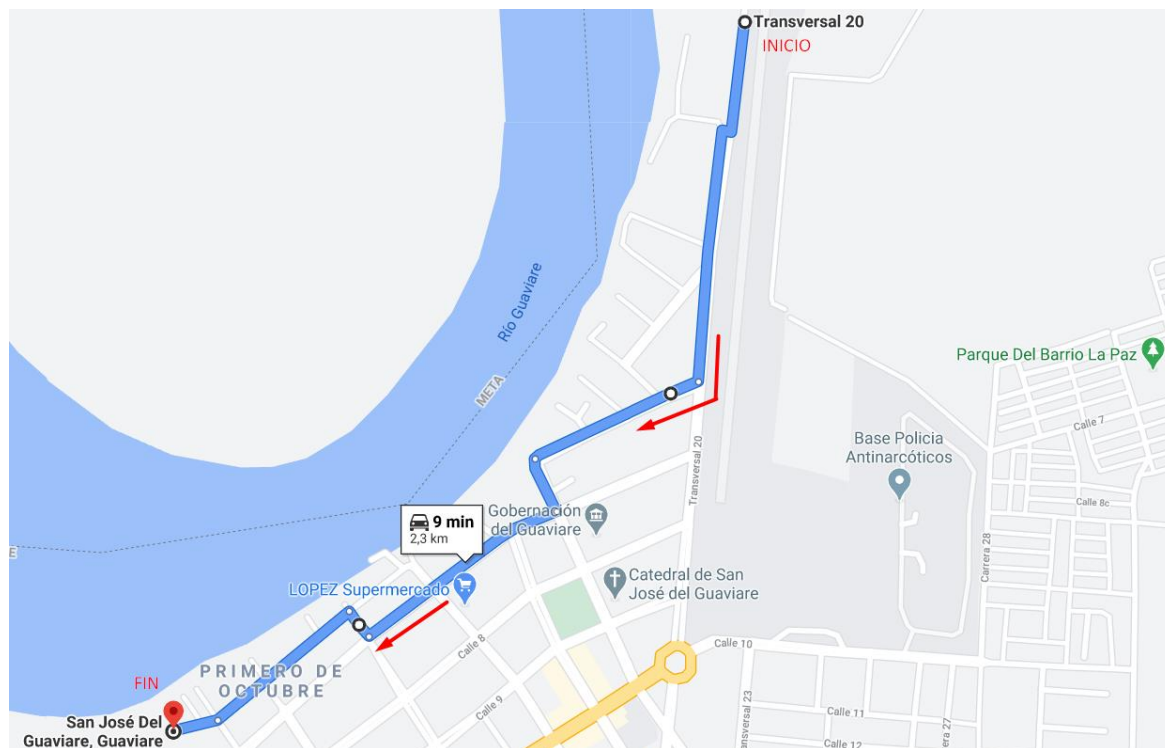 Transversal 20
INICIO
Río Guaviare
META
Parque Del Barrio La Paz
Calle 7
Base Policia
Antinarcóticos
Transversal 20
Calle 8c
Carrera 28
9 min
2,3 km
Gobernación
del Guaviare
E
LOPEZ Supermercado
Catedral de San
José del Guaviare
Calle 8
Calle 10
PRIMERO DE
OCTUBRE
Calle 9
FIN
San José Del
Guaviare, Guaviare
Transversal 23
Calle 11
Carrera 27
Calle 12